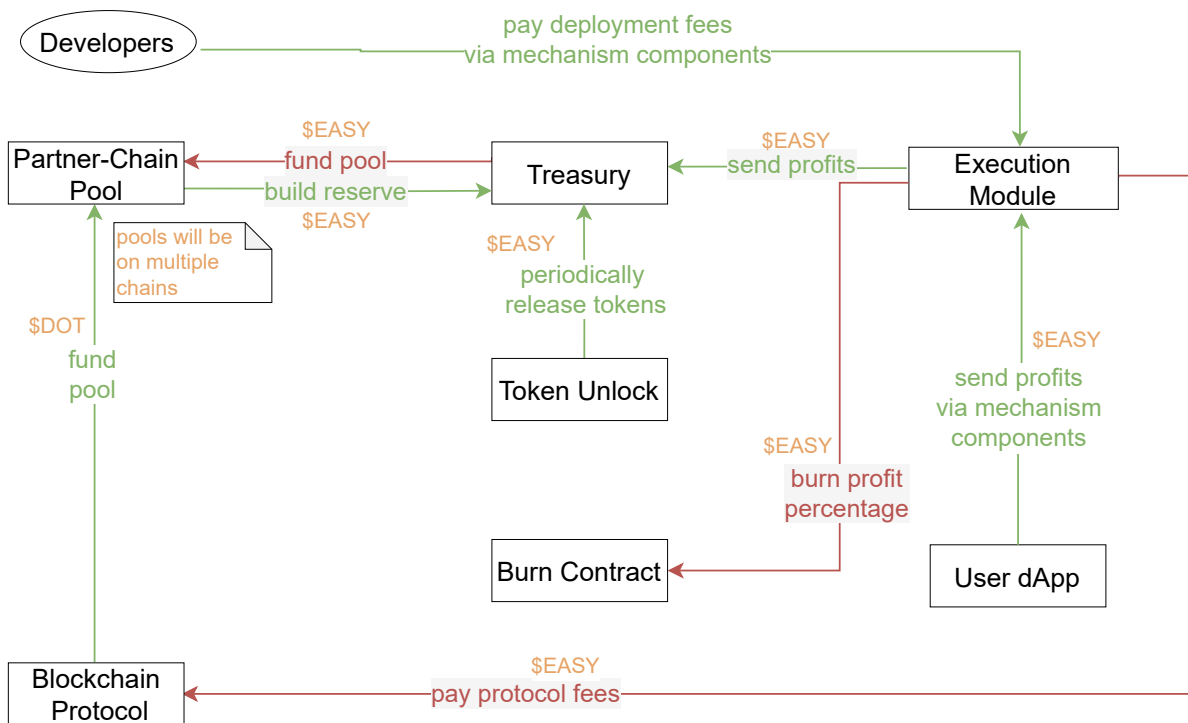 pay deployment fees
via mechanism components
Developers
$EASY
fund pool
build reserve
$EASY
Partner-Chain
Pool
Treasury
$EASY
send profits
Execution
Module
pools will be
on multiple
chains
$EASY
periodically
release tokens
$DOT
fund
pool
Token Unlock
$EASY
send profits
via mechanism
components
$EASY
burn profit
percentage
Burn Contract
User dApp
$EASY
pay protocol fees
Blockchain
Protocol